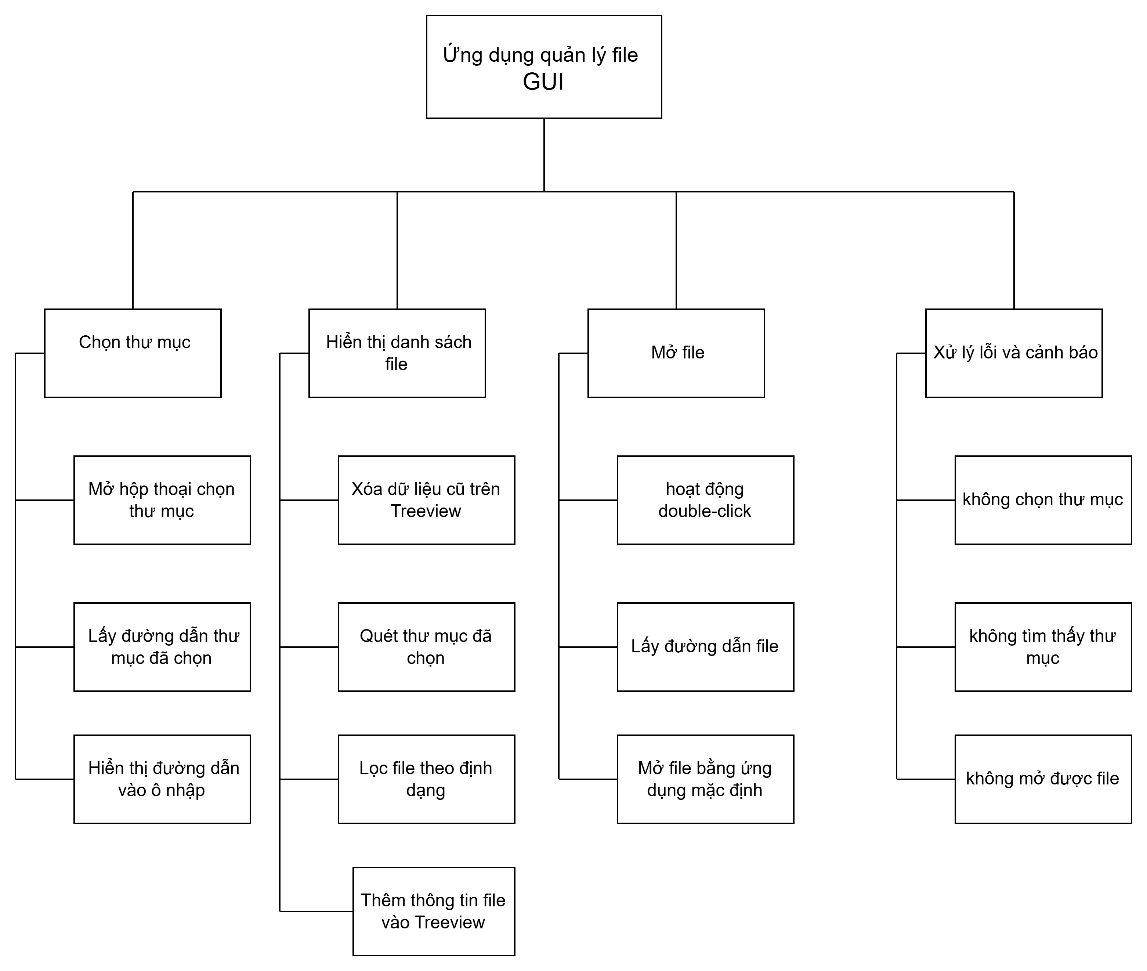 Ứng dụng quản lý file
GUI
Chọn thư mục
Mở hộp thoại chọn
thư mục
Lấy đường dẫn thư
mục đã chọn
Hiển thị đường dẫn
vào ô nhập
Hiển thị danh sách
file
Xóa dữ liệu cũ trên
Treeview
Quét thư mục đã
chọn
Lọc file theo định
dạng
Thêm thông tin file
vào Treeview
Mở file
hoạt động
double-click
Lấy đường dẫn file
Mở file bằng ứng
dụng mặc định
Xử lý lỗi và cảnh báo
không chọn thư mục
không tìm thấy thư
mục
không mở được file